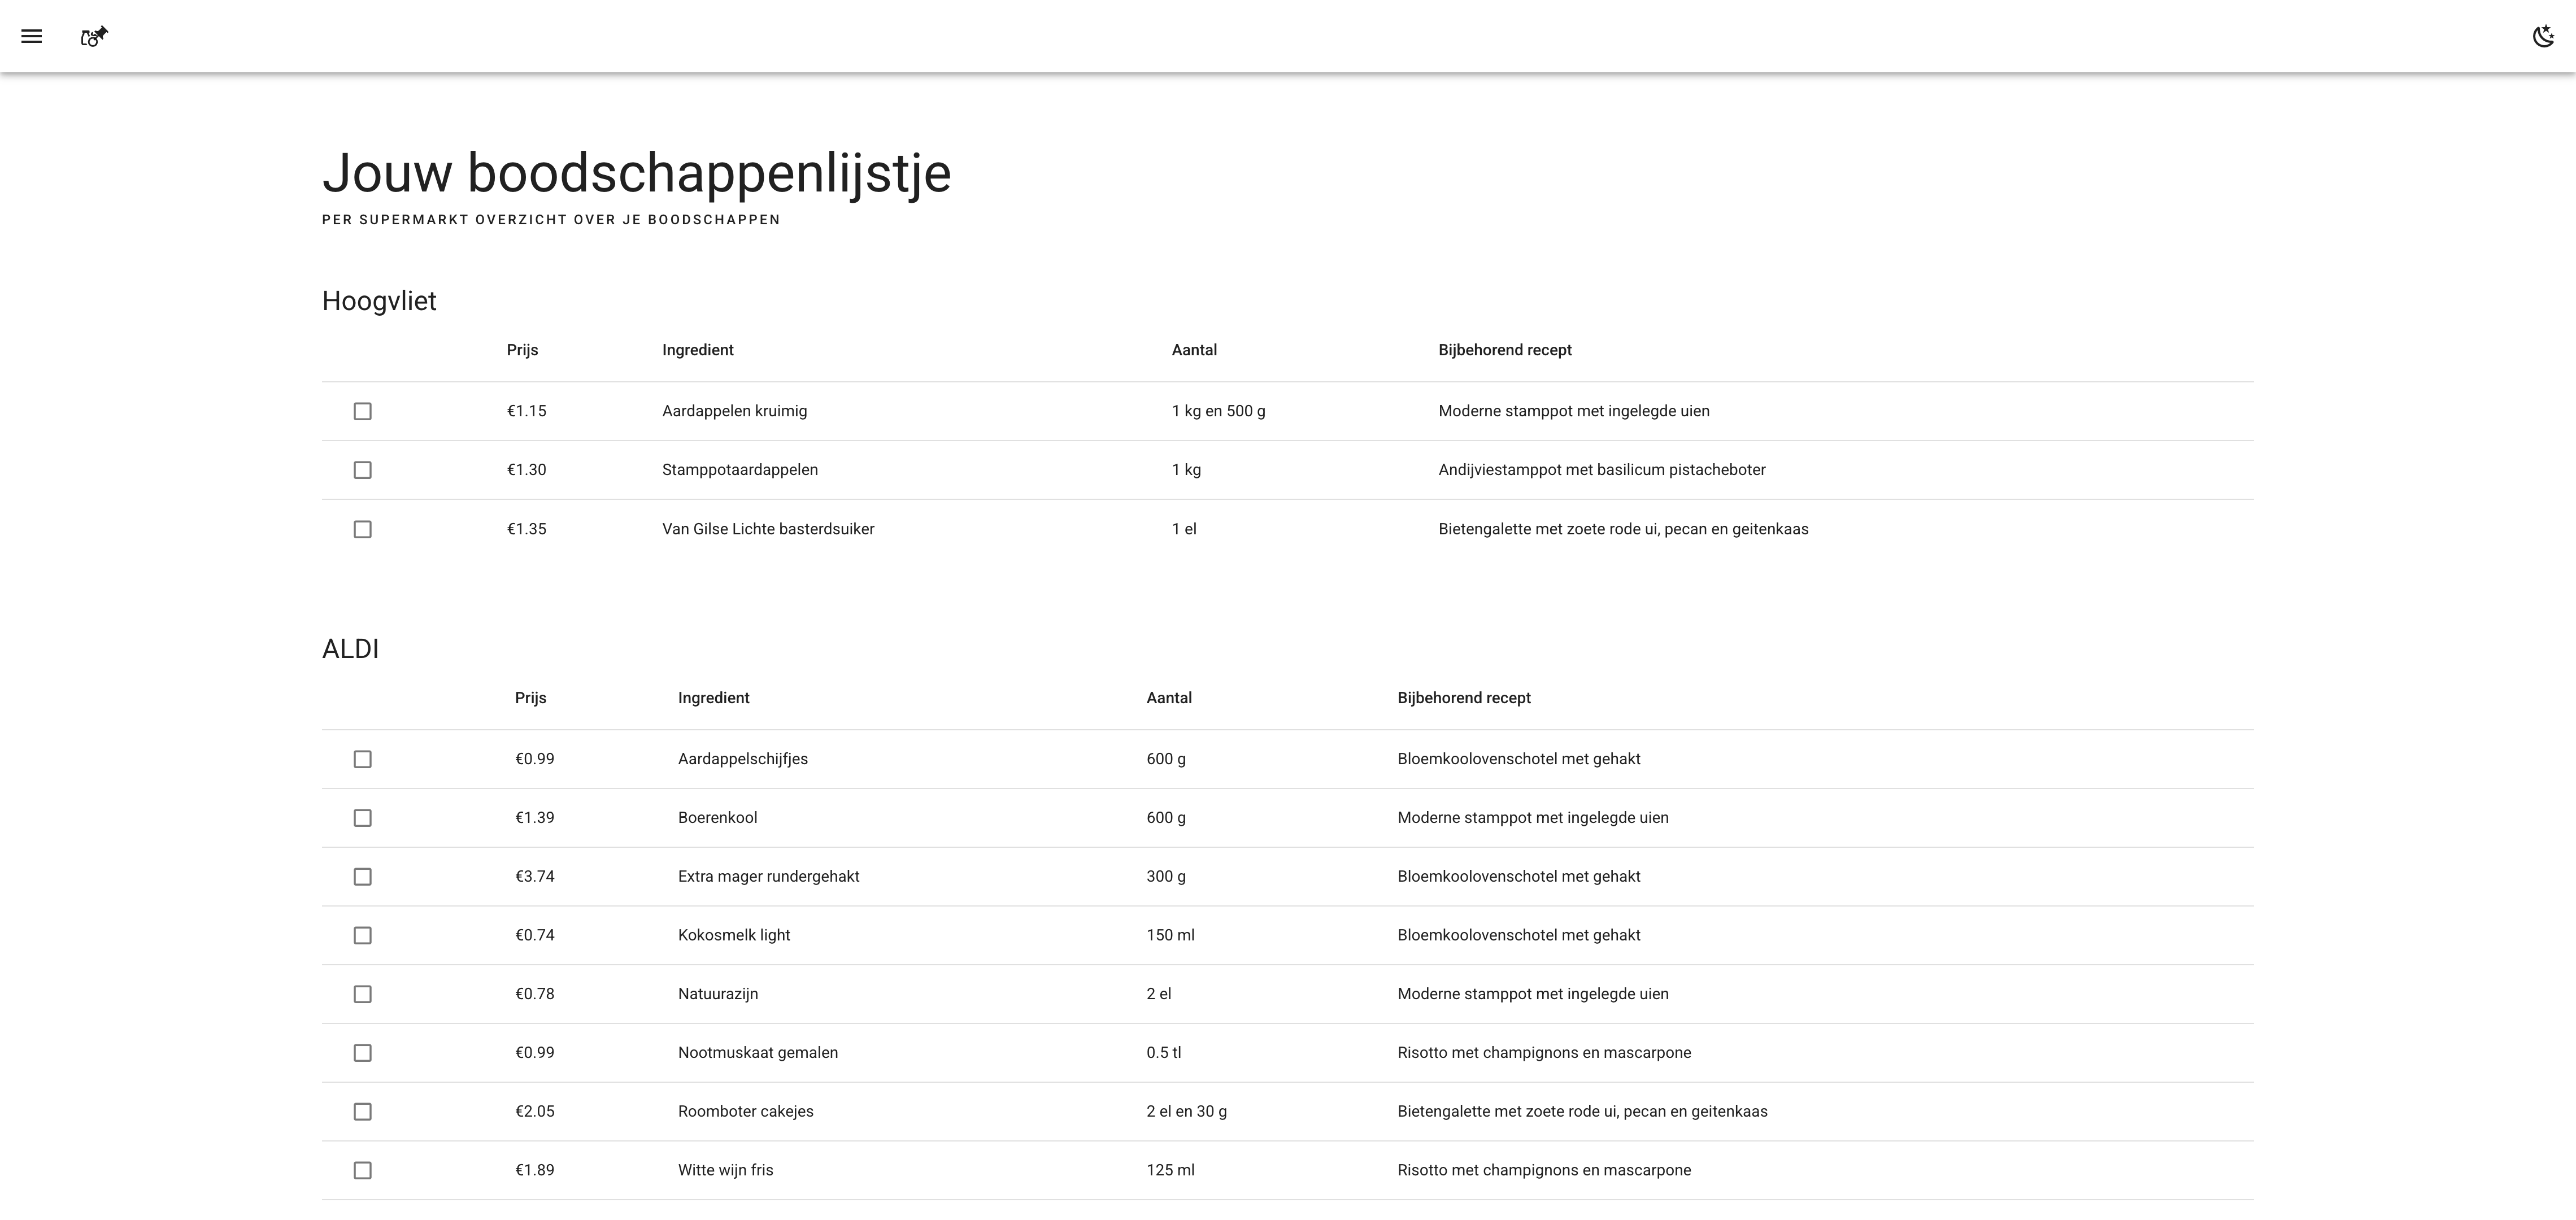 Jouw boodschappenlijstje
PER SUPERMARKT OVERZICHT OVER JE BOODSCHAPPEN
Hoogvliet
Prijs Ingredient Aantal Bijbehorend recept
€1.15 Aardappelen kruimig 1 kg en 500 g Moderne stamppot met ingelegde uien
€1.30 Stamppotaardappelen 1 kg Andijviestamppot met basilicum pistacheboter
€1.35 Van Gilse Lichte basterdsuiker 1 el Bietengalette met zoete rode ui, pecan en geitenkaas
ALDI
Prijs Ingredient Aantal Bijbehorend recept
€0.99 Aardappelschijfjes 600 g Bloemkoolovenschotel met gehakt
€1.39 Boerenkool 600 g Moderne stamppot met ingelegde uien
€3.74 Extra mager rundergehakt 300 g Bloemkoolovenschotel met gehakt
€0.74 Kokosmelk light 150 ml Bloemkoolovenschotel met gehakt
€0.78 Natuurazijn 2 el Moderne stamppot met ingelegde uien
€0.99 Nootmuskaat gemalen 0.5 tl Risotto met champignons en mascarpone
€2.05 Roomboter cakejes 2 el en 30 g Bietengalette met zoete rode ui, pecan en geitenkaas
€1.89 Witte wijn fris 125 ml Risotto met champignons en mascarpone